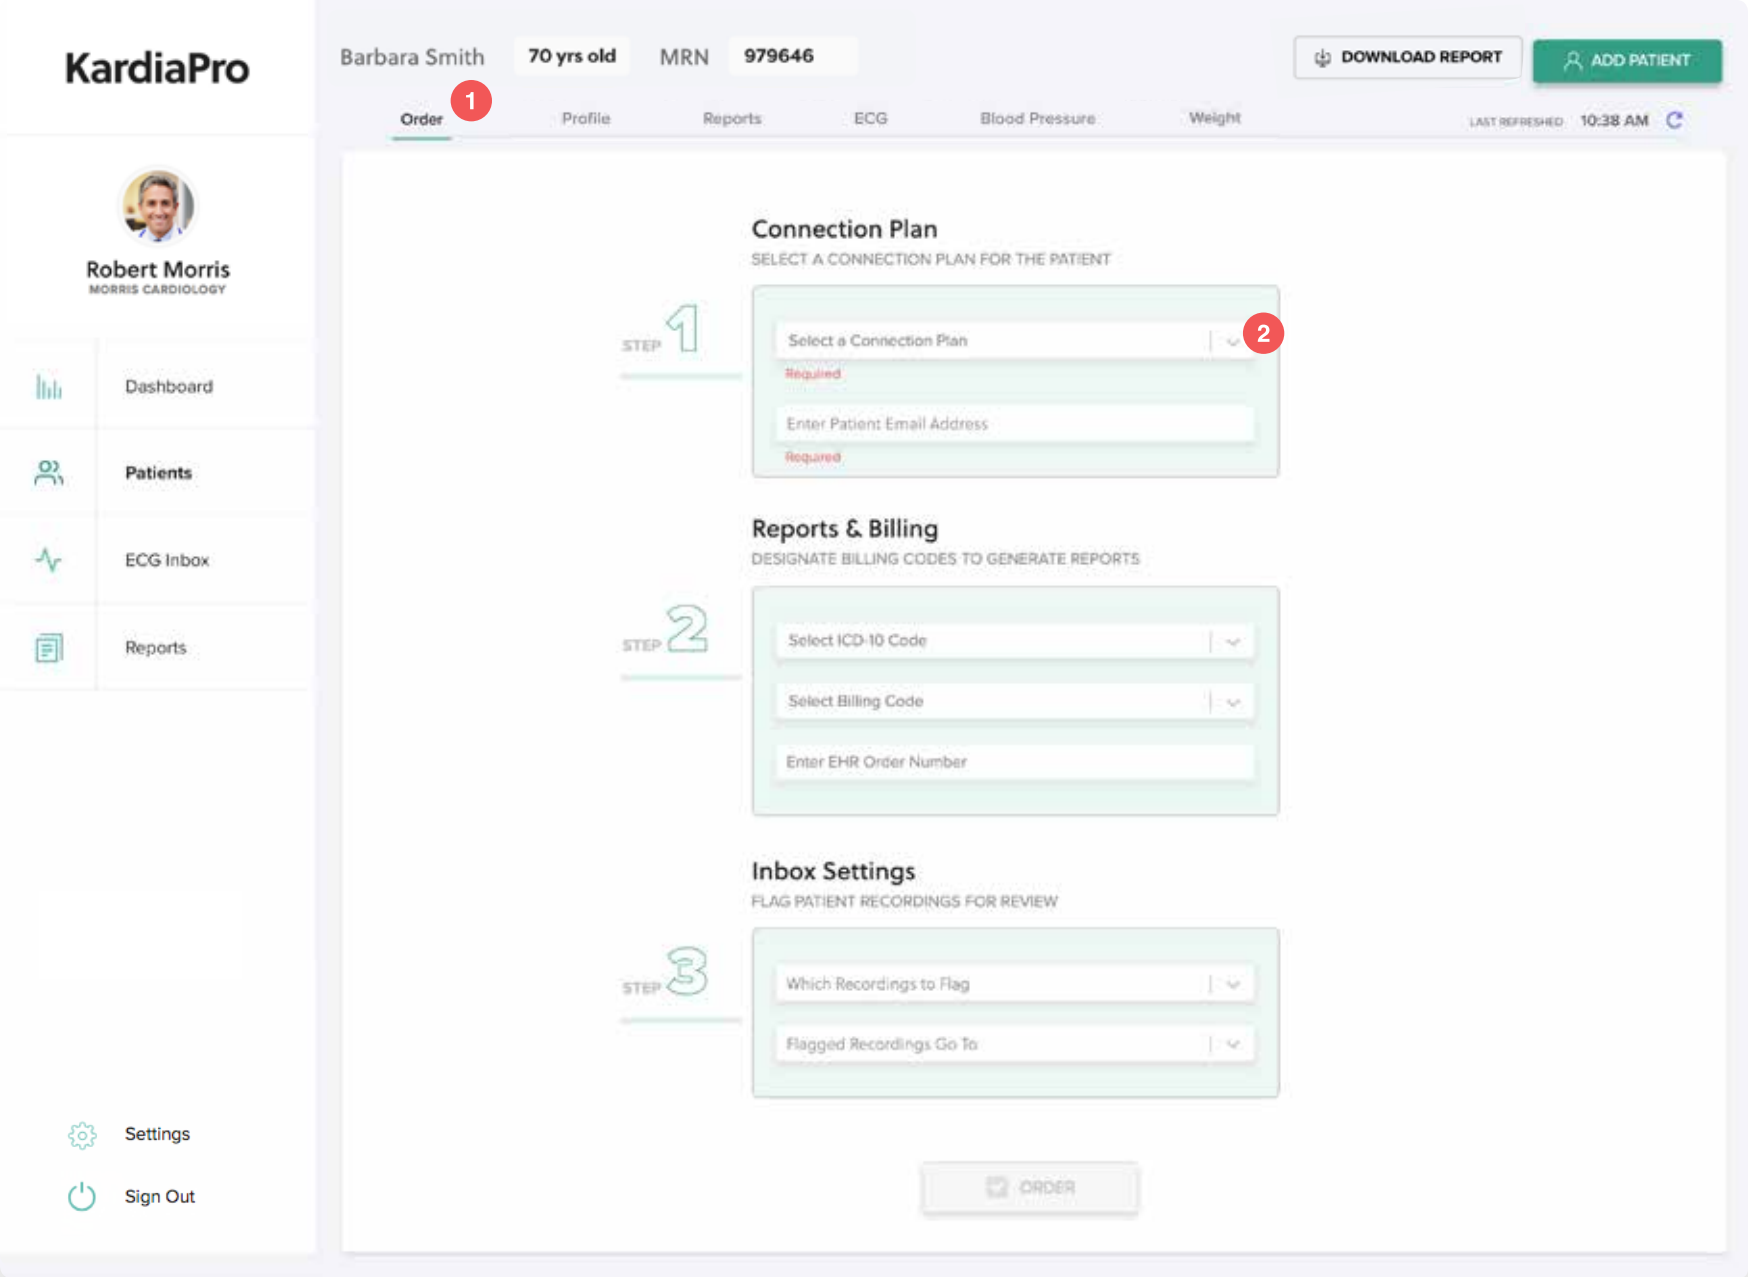 KardiaPro
Barbara Smith 70 yrs old MRN 979646
DOWNLOAD REPORT
ADD PATIENT
1
Order Profile Reports ECG Blood Pressure Weight
LAST REFRESHED 10:38 AM
Robert Morris
MORRIS CARDIOLOGY
Dashboard
Patients
ECG Inbox
Reports
Settings
Sign Out
Connection Plan
SELECT A CONNECTION PLAN FOR THE PATIENT
STEP 1
Select a Connection Plan
2
Required
Enter Patient Email Address
Required
Reports & Billing
DESIGNATE BILLING CODES TO GENERATE REPORTS
STEP 2
Select ICD-10 Code
Select Billing Code
Enter EHR Order Number
Inbox Settings
FLAG PATIENT RECORDINGS FOR REVIEW
STEP 3
Which Recordings to Flag
Flagged Recordings Go To
ORDER